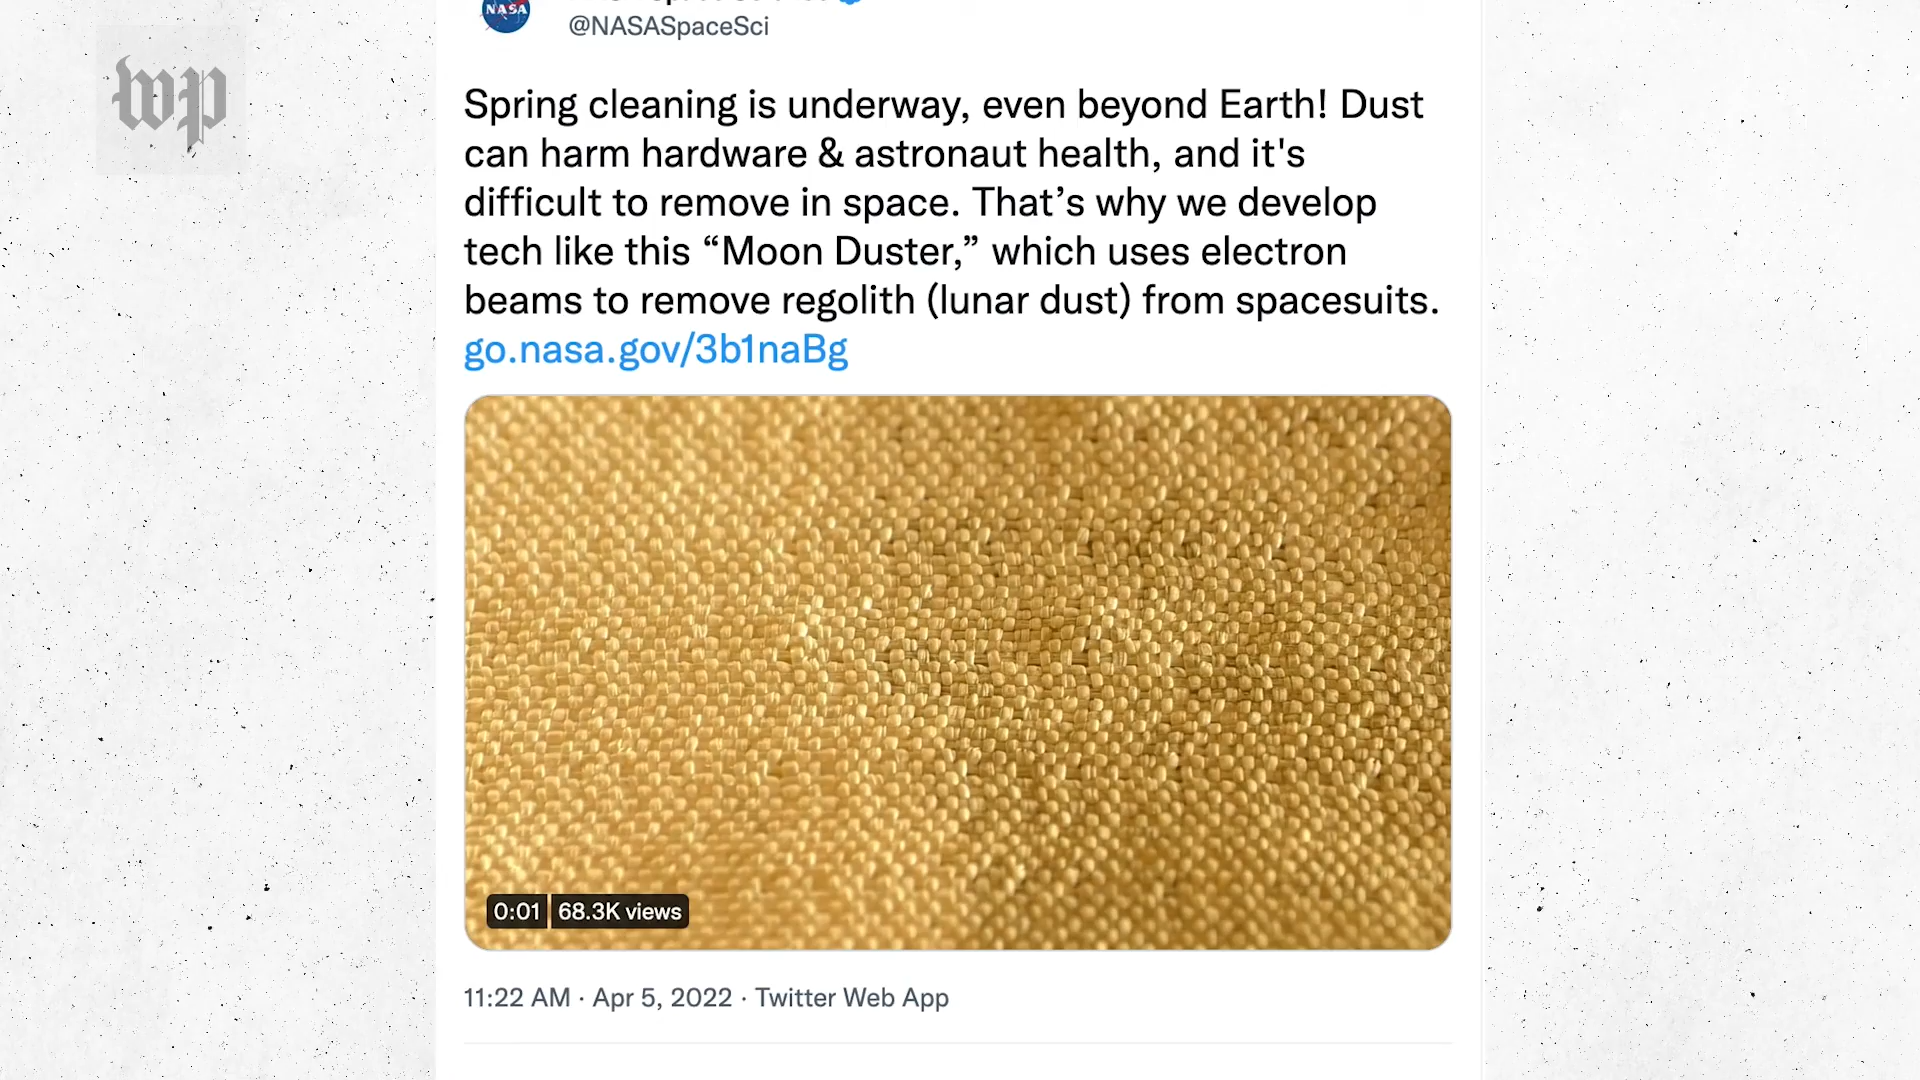 wp
NASA
@NASASpaceSci
Spring cleaning is underway, even beyond Earth! Dust
can harm hardware & astronaut health, and it's
difficult to remove in space. That’s why we develop
tech like this “Moon Duster,” which uses electron
beams to remove regolith (lunar dust) from spacesuits.
go.nasa.gov/3b1naBg
0:01 68.3K views
11:22 AM · Apr 5, 2022 · Twitter Web App